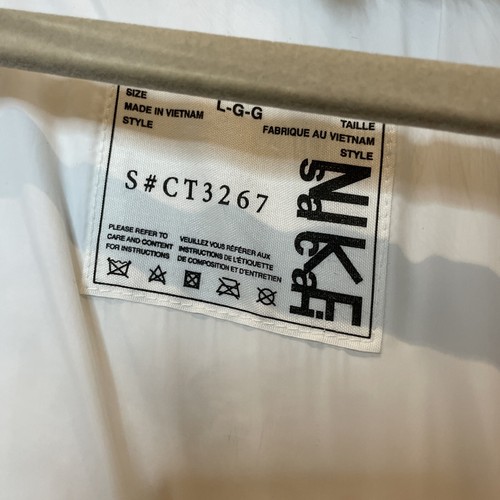 SIZE
L-G-G
TAILLE
MADE IN VIETNAM
FABRIQUE AU VIETNAM
STYLE
STYLE
S#CT3267
NIKE
sacai
PLEASE REFER TO
CARE AND CONTENT
FOR INSTRUCTIONS
VEUILLEZ VOUS RÉFÉRER AUX
INSTRUCTIONS DE L'ÉTIQUETTE
DE COMPOSITION ET D'ENTRETIEN